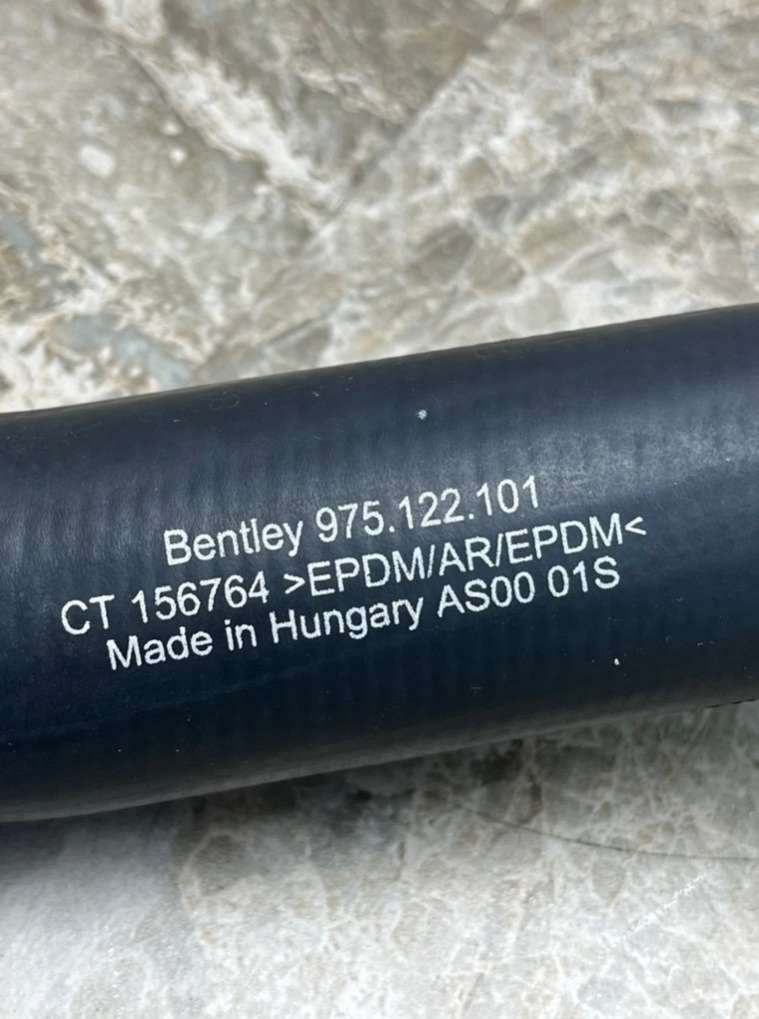 Bentley 975.122.101
CT 156764 >EPDM/AR/EPDM<
Made in Hungary AS00 01S